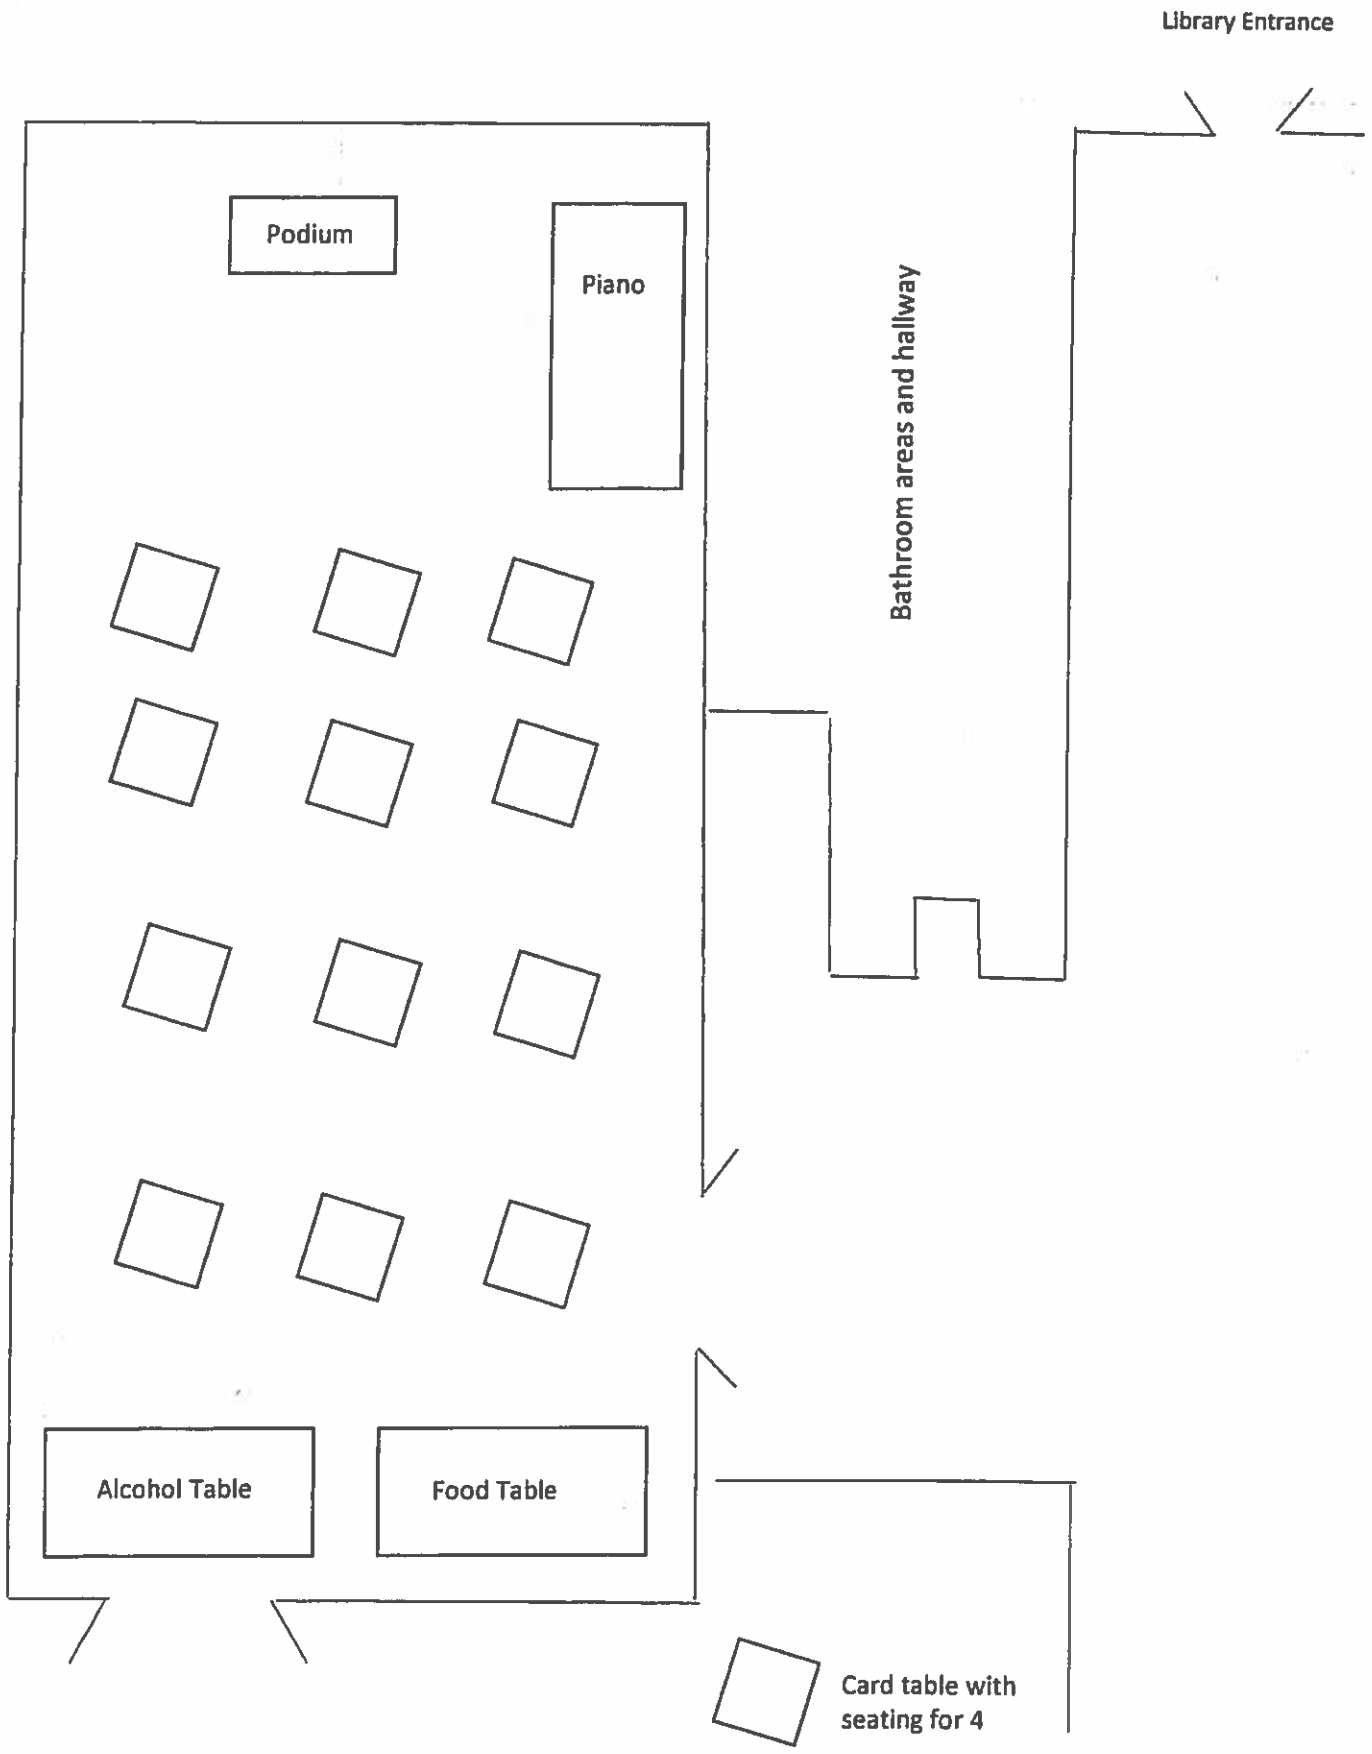 Library Entrance
Podium
Piano
Bathroom areas and hallway
Alcohol Table
Food Table
Card table with
seating for 4